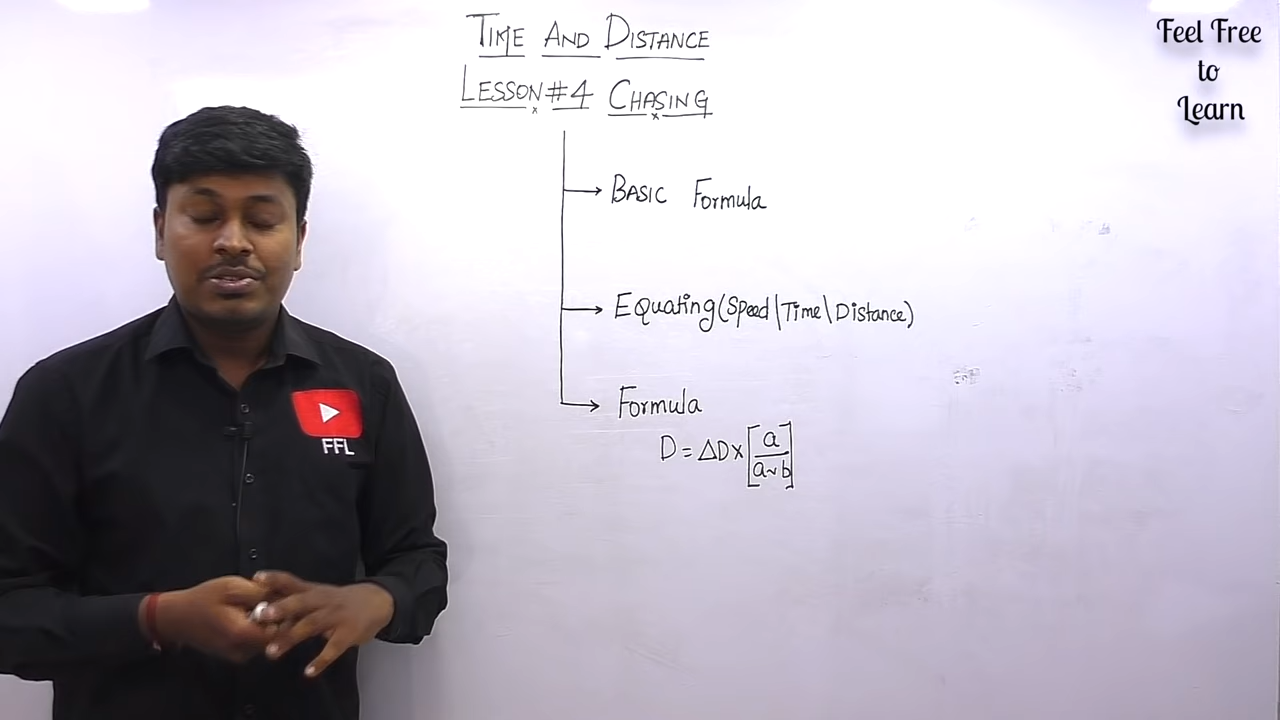 TIME AND DISTANCE
LESSON #4 CHASING
BASIC Formula
Equating (Speed\Time\Distance)
Formula
D = ΔD x [a / a~b]
Feel Free
to
Learn
FFL